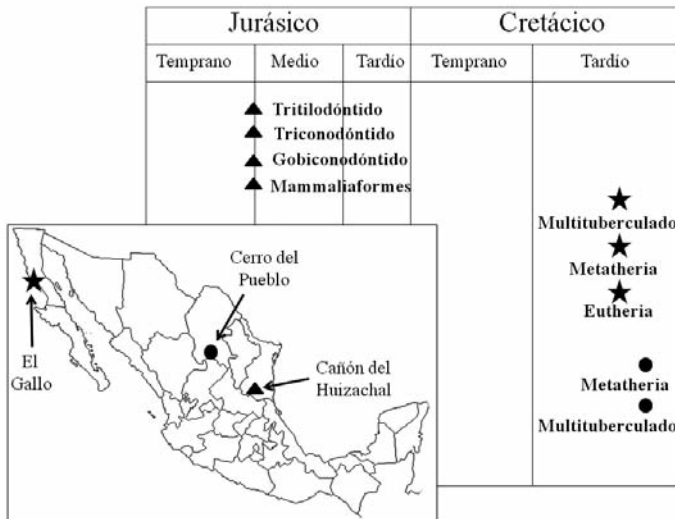 Jurásico
Cretácico
Temprano
Medio
Tardío
Temprano
Tardío
Tritilodóntido
Triconodóntido
Gobiconodóntido
Mammaliaformes
Multituberculado
Metatheria
Eutheria
Metatheria
Multituberculado
Cerro del
Pueblo
El
Gallo
Cañón del
Huizachal